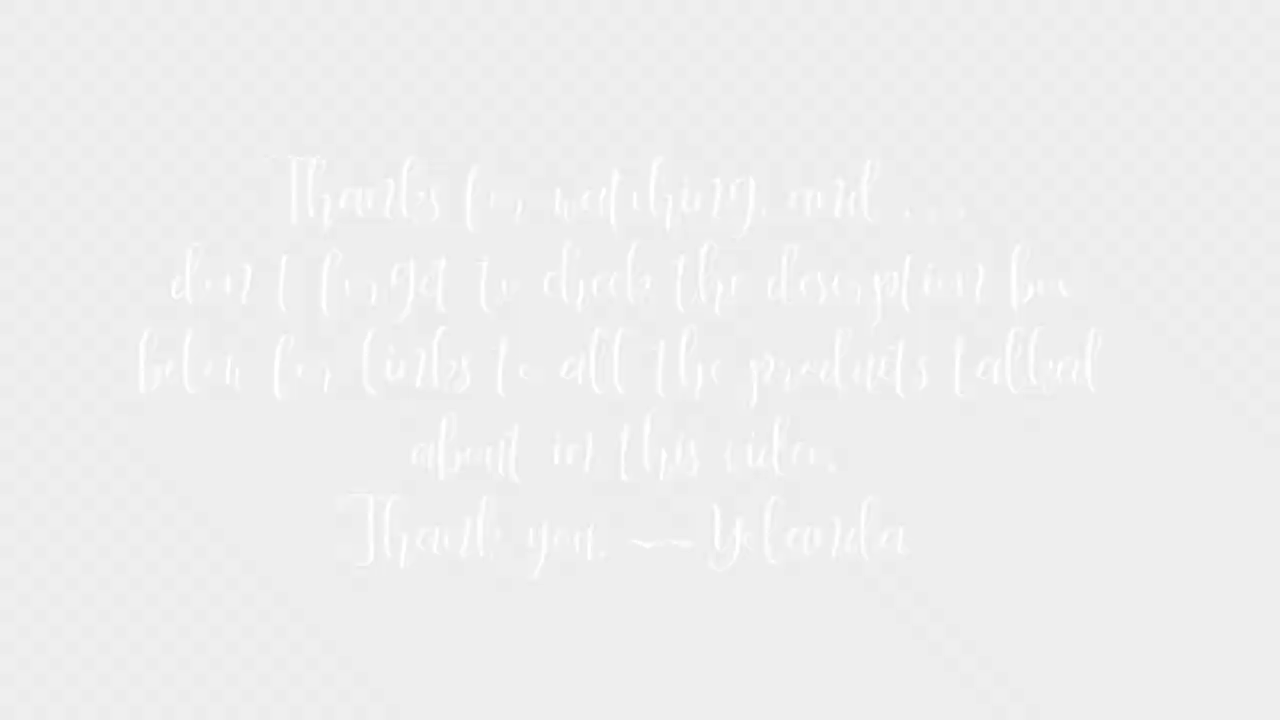 Thanks for watching, and ...
don't forget to check the description box
below for links to all the products talked
about in this video.
Thank you. — Yolanda